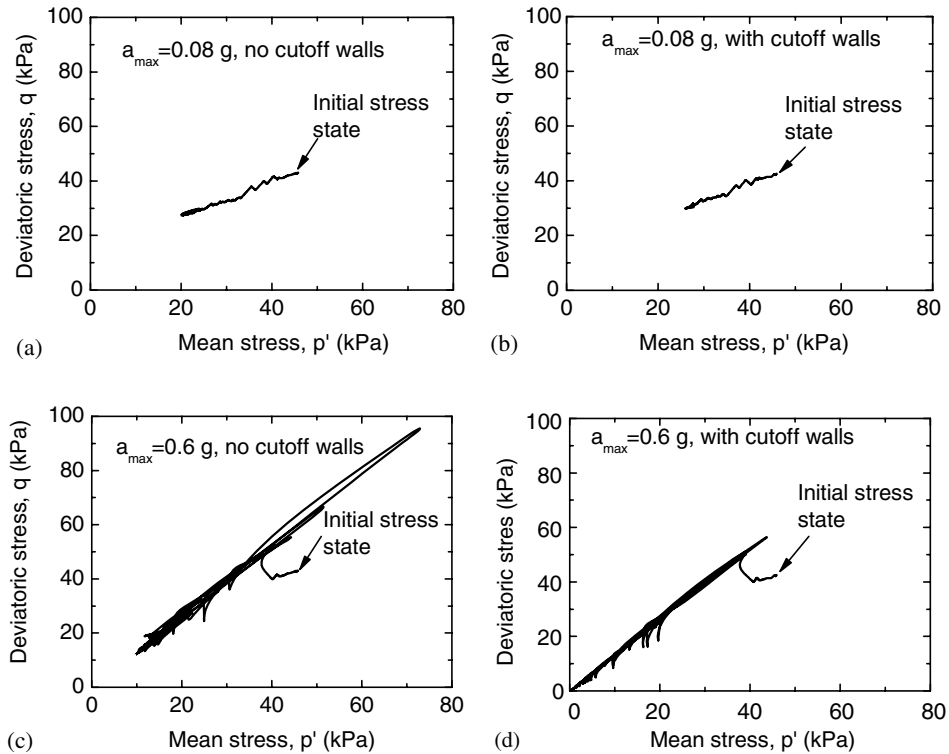 a_max=0.08 g, no cutoff walls
Initial stress
state
Deviatoric stress, q (kPa)
100
80
60
40
20
0
0 20 40 60 80
Mean stress, p' (kPa)
(a)
a_max=0.08 g, with cutoff walls
Initial stress
state
Deviatoric stress, q (kPa)
100
80
60
40
20
0
0 20 40 60 80
Mean stress, p' (kPa)
(b)
a_max=0.6 g, no cutoff walls
Initial stress
state
Deviatoric stress, q (kPa)
100
80
60
40
20
0
0 20 40 60 80
Mean stress, p' (kPa)
(c)
a_max=0.6 g, with cutoff walls
Initial stress
state
Deviatoric stres (kPa)
100
80
60
40
20
0
0 20 40 60 80
Mean stress, p' (kPa)
(d)